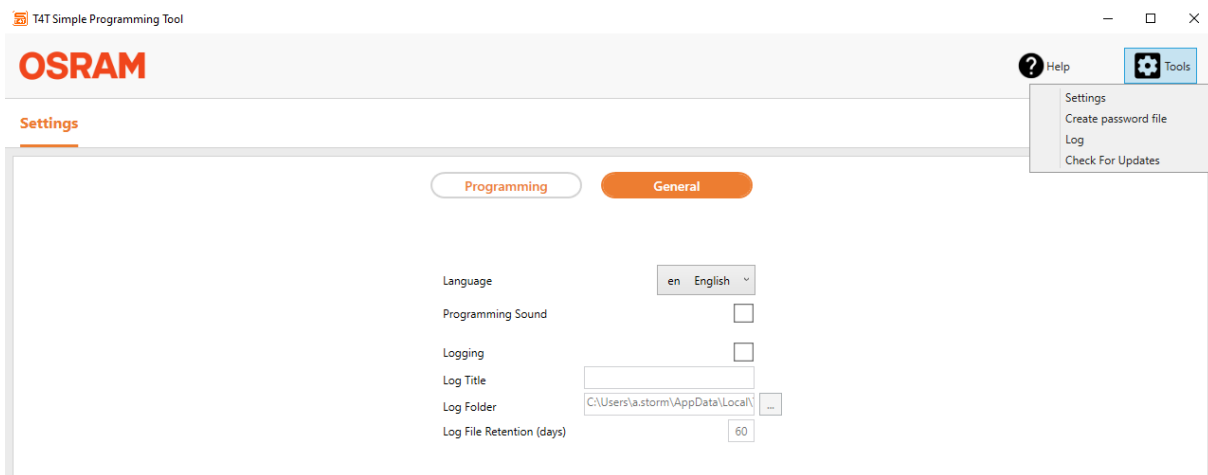 T4T Simple Programming Tool
OSRAM
Help
Tools
Settings
Create password file
Log
Check For Updates
Settings
Programming
General
Language
en English
Programming Sound
Logging
Log Title
Log Folder
C:\Users\a.storm\AppData\Local\
...
Log File Retention (days)
60